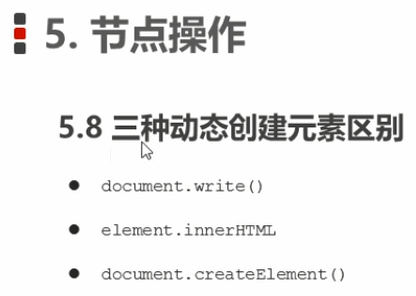 5. 节点操作
5.8 三种动态创建元素区别
● document.write()
● element.innerHTML
● document.createElement()